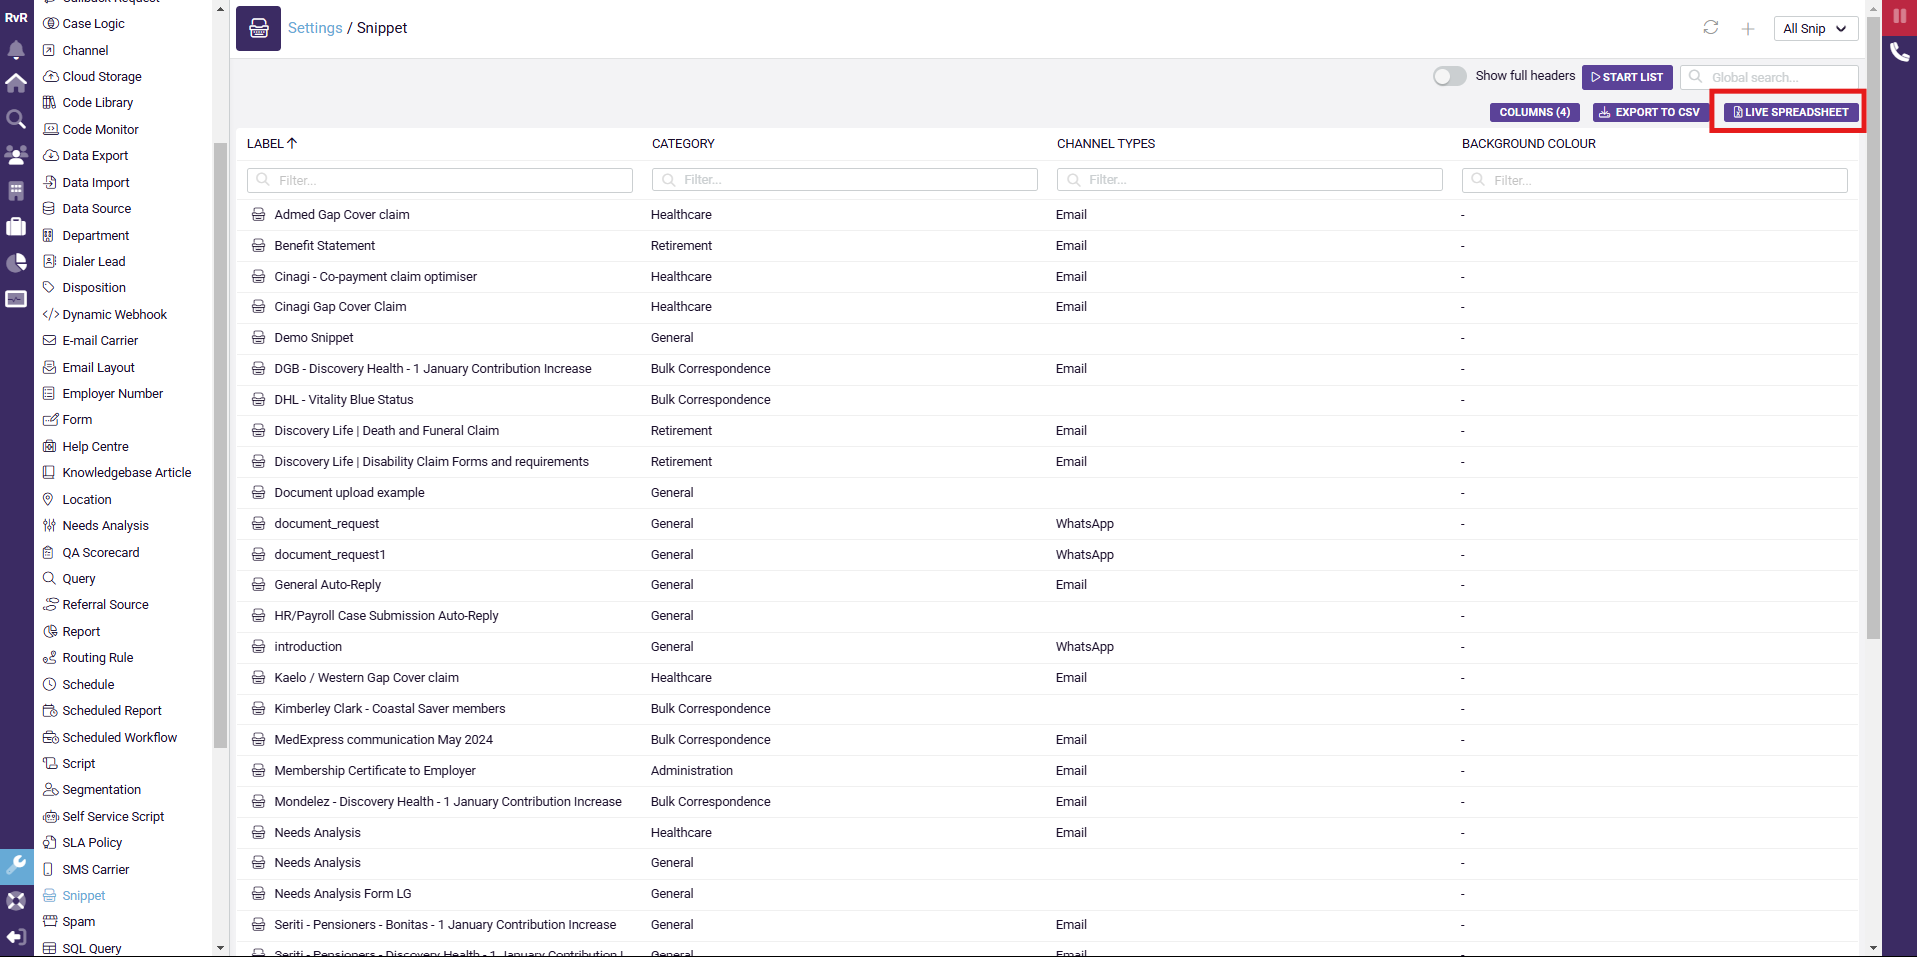 RvR
Callback Request
Case Logic
Channel
Cloud Storage
Code Library
Code Monitor
Data Export
Data Import
Data Source
Department
Dialer Lead
Disposition
Dynamic Webhook
E-mail Carrier
Email Layout
Employer Number
Form
Help Centre
Knowledgebase Article
Location
Needs Analysis
QA Scorecard
Query
Referral Source
Report
Routing Rule
Schedule
Scheduled Report
Scheduled Workflow
Script
Segmentation
Self Service Script
SLA Policy
SMS Carrier
Snippet
Spam
SQL Query
Settings / Snippet
All Snip
Show full headers START LIST Global search...
COLUMNS (4) EXPORT TO CSV LIVE SPREADSHEET
LABEL CATEGORY CHANNEL TYPES BACKGROUND COLOUR
Filter... Filter... Filter... Filter...
Admed Gap Cover claim Healthcare Email -
Benefit Statement Retirement Email -
Cinagi - Co-payment claim optimiser Healthcare Email -
Cinagi Gap Cover Claim Healthcare Email -
Demo Snippet General -
DGB - Discovery Health - 1 January Contribution Increase Bulk Correspondence Email -
DHL - Vitality Blue Status Bulk Correspondence -
Discovery Life | Death and Funeral Claim Retirement Email -
Discovery Life | Disability Claim Forms and requirements Retirement Email -
Document upload example General -
document_request General WhatsApp -
document_request1 General WhatsApp -
General Auto-Reply General Email -
HR/Payroll Case Submission Auto-Reply General -
introduction General WhatsApp -
Kaelo / Western Gap Cover claim Healthcare Email -
Kimberley Clark - Coastal Saver members Bulk Correspondence -
MedExpress communication May 2024 Bulk Correspondence Email -
Membership Certificate to Employer Administration Email -
Mondelez - Discovery Health - 1 January Contribution Increase Bulk Correspondence Email -
Needs Analysis Healthcare Email -
Needs Analysis General -
Needs Analysis Form LG General -
Seriti - Pensioners - Bonitas - 1 January Contribution Increase General Email -
Seriti - Pensioners - Discovery Health - 1 January Contribution I General Email -